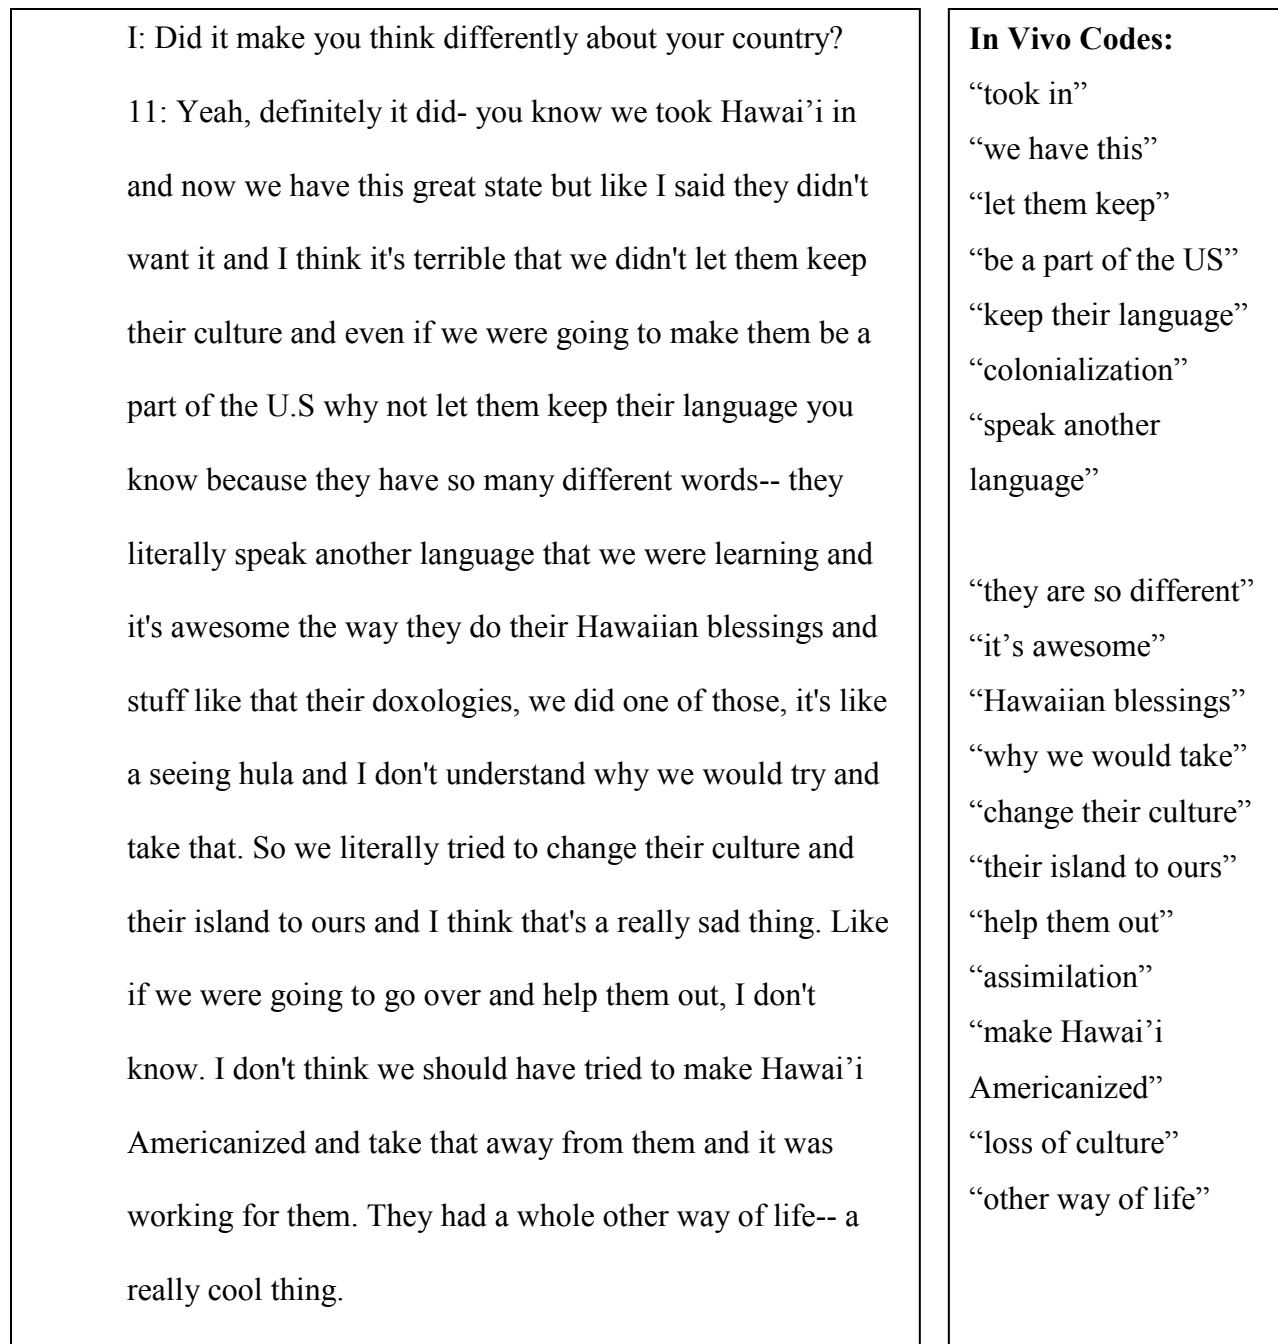 I: Did it make you think differently about your country?
11: Yeah, definitely it did- you know we took Hawai’i in
and now we have this great state but like I said they didn't
want it and I think it's terrible that we didn't let them keep
their culture and even if we were going to make them be a
part of the U.S why not let them keep their language you
know because they have so many different words-- they
literally speak another language that we were learning and
it's awesome the way they do their Hawaiian blessings and
stuff like that their doxologies, we did one of those, it's like
a seeing hula and I don't understand why we would try and
take that. So we literally tried to change their culture and
their island to ours and I think that's a really sad thing. Like
if we were going to go over and help them out, I don't
know. I don't think we should have tried to make Hawai’i
Americanized and take that away from them and it was
working for them. They had a whole other way of life-- a
really cool thing.
In Vivo Codes:
“took in”
“we have this”
“let them keep”
“be a part of the US”
“keep their language”
“colonialization”
“speak another
language”
“they are so different”
“it’s awesome”
“Hawaiian blessings”
“why we would take”
“change their culture”
“their island to ours”
“help them out”
“assimilation”
“make Hawai’i
Americanized”
“loss of culture”
“other way of life”